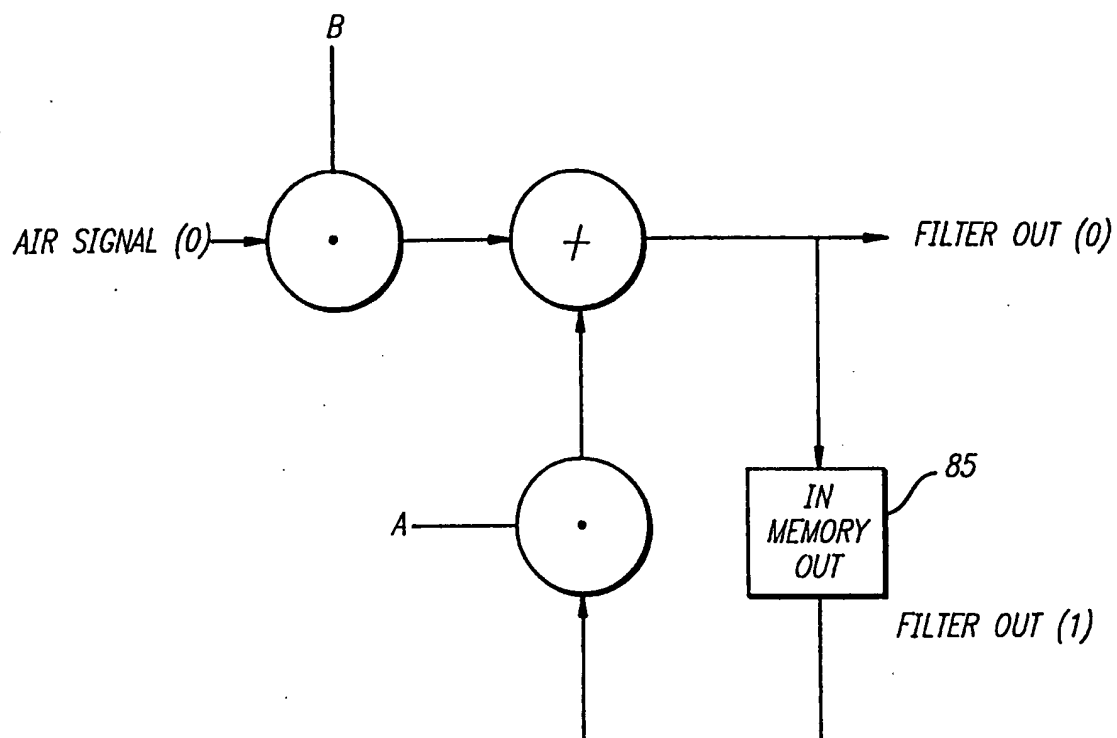 B
AIR SIGNAL (0)
+
FILTER OUT (0)
A
85
IN
MEMORY
OUT
FILTER OUT (1)